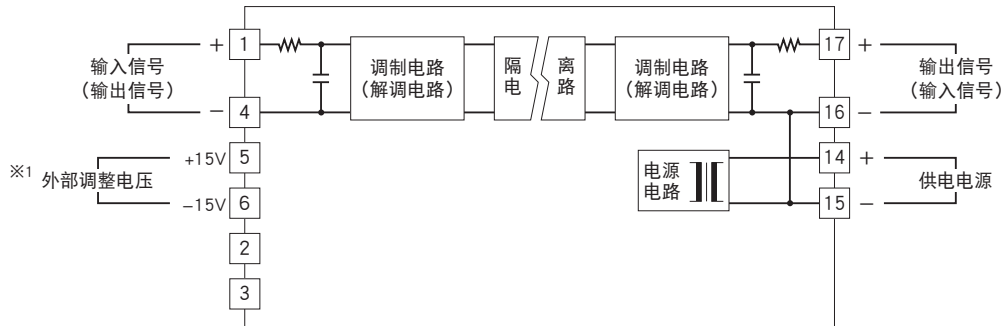 输入信号
（输出信号）
+ 1
− 4
调制电路
（解调电路）
隔 离
电 路
调制电路
（解调电路）
17 +
16 −
输出信号
（输入信号）
※1 外部调整电压
+15V 5
−15V 6
2
3
电源
电路
14 +
15 −
供电电源